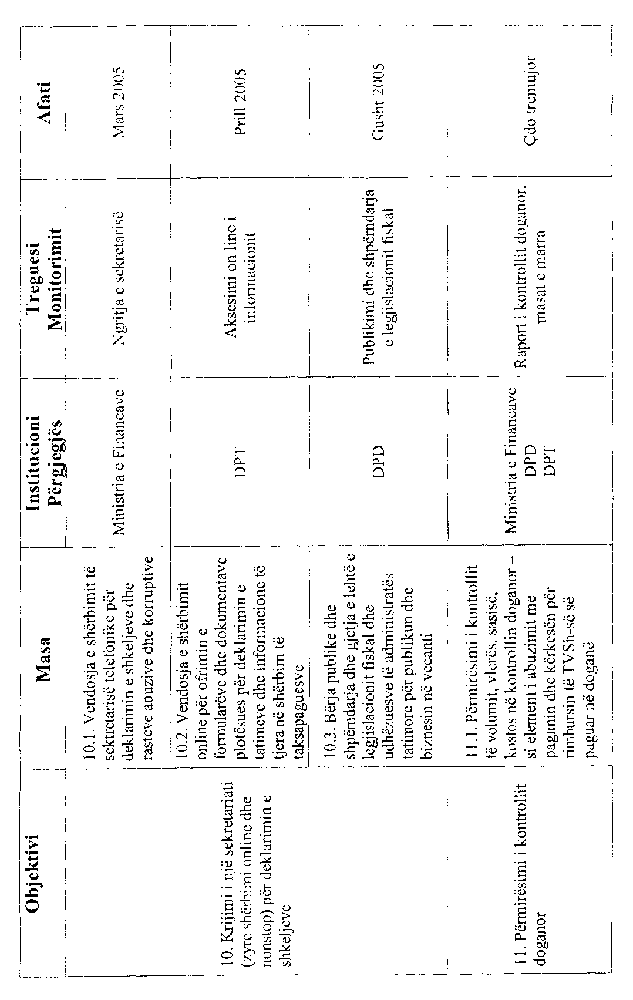 Objektivi
Masa
Institucioni
Përgjegjës
Treguesi
Monitorimit
Afati
10. Krijimi i një sekretariati
(zyre shërbimi online dhe
nonstop) për deklarimin e
shkeljeve
10.1. Vendosja e shërbimit të
sektretarisë telefonike për
deklarimin e shkeljeve dhe
rasteve abuzive dhe korruptive
Ministria e Financave
Ngritja e sekretarisë
Mars 2005
10.2. Vendosja e shërbimit
online për ofrimin e
formularëve dhe dokumentave
plotësues për deklarimin e
tatimeve dhe informacione të
tjera në shërbim të
taksapaguesve
DPT
Aksesimi on line i
informacionit
Prill 2005
10.3. Bërja publike dhe
shpërndarja dhe gjetja e lehtë e
legjislacionit fiskal dhe
udhëzuesve të administratës
tatimore për publikun dhe
biznesin në vecanti
DPD
Publikimi dhe shpërndarja
e legjislacionit fiskal
Gusht 2005
11. Përmirësimi i kontrollit
doganor
11.1. Përmirësimi i kontrollit
të volumit, vlerës, sasisë,
kostos në kontrollin doganor –
si element i abuzimit me
pagimin dhe kërkesën për
rimbursin të TVSh-së së
paguar në doganë
Ministria e Financave
DPD
DPT
Raport i kontrollit doganor,
masat e marra
Çdo tremujor